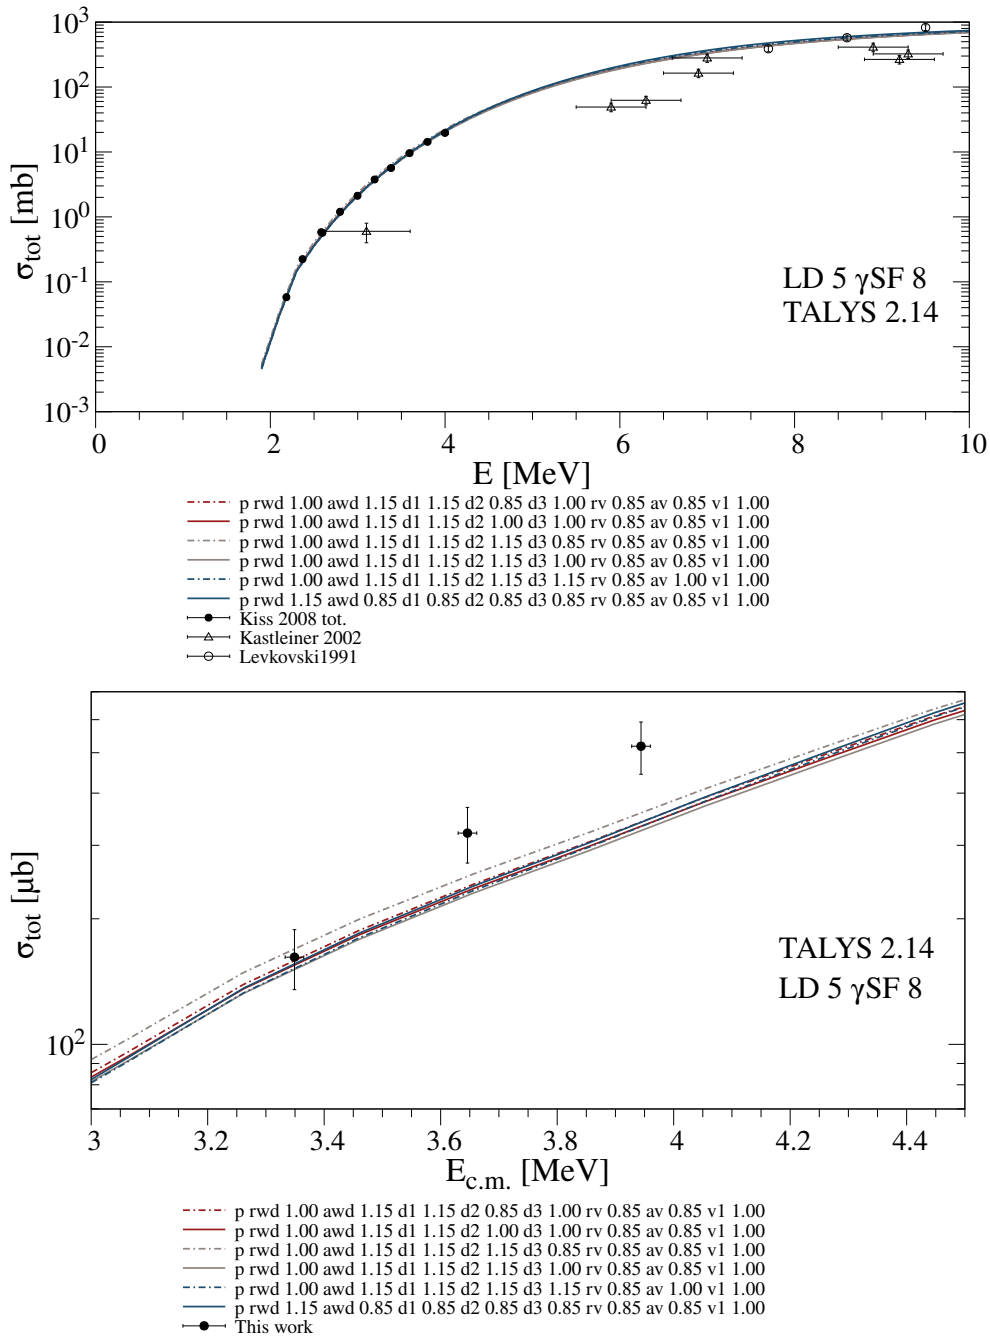 10^3
10^2
10^1
10^0
10^-1
10^-2
10^-3
σ_tot [mb]
LD 5 γSF 8
TALYS 2.14
0 2 4 6 8 10
E [MeV]
p rwd 1.00 awd 1.15 d1 1.15 d2 0.85 d3 1.00 rv 0.85 av 0.85 v1 1.00
p rwd 1.00 awd 1.15 d1 1.15 d2 1.00 d3 1.00 rv 0.85 av 0.85 v1 1.00
p rwd 1.00 awd 1.15 d1 1.15 d2 1.15 d3 0.85 rv 0.85 av 0.85 v1 1.00
p rwd 1.00 awd 1.15 d1 1.15 d2 1.15 d3 1.00 rv 0.85 av 0.85 v1 1.00
p rwd 1.00 awd 1.15 d1 1.15 d2 1.15 d3 1.15 rv 0.85 av 1.00 v1 1.00
p rwd 1.15 awd 0.85 d1 0.85 d2 0.85 d3 0.85 rv 0.85 av 0.85 v1 1.00
Kiss 2008 tot.
Kastleiner 2002
Levkovski1991
σ_tot [μb]
10^2
TALYS 2.14
LD 5 γSF 8
3 3.2 3.4 3.6 3.8 4 4.2 4.4
E_c.m. [MeV]
p rwd 1.00 awd 1.15 d1 1.15 d2 0.85 d3 1.00 rv 0.85 av 0.85 v1 1.00
p rwd 1.00 awd 1.15 d1 1.15 d2 1.00 d3 1.00 rv 0.85 av 0.85 v1 1.00
p rwd 1.00 awd 1.15 d1 1.15 d2 1.15 d3 0.85 rv 0.85 av 0.85 v1 1.00
p rwd 1.00 awd 1.15 d1 1.15 d2 1.15 d3 1.00 rv 0.85 av 0.85 v1 1.00
p rwd 1.00 awd 1.15 d1 1.15 d2 1.15 d3 1.15 rv 0.85 av 1.00 v1 1.00
p rwd 1.15 awd 0.85 d1 0.85 d2 0.85 d3 0.85 rv 0.85 av 0.85 v1 1.00
This work